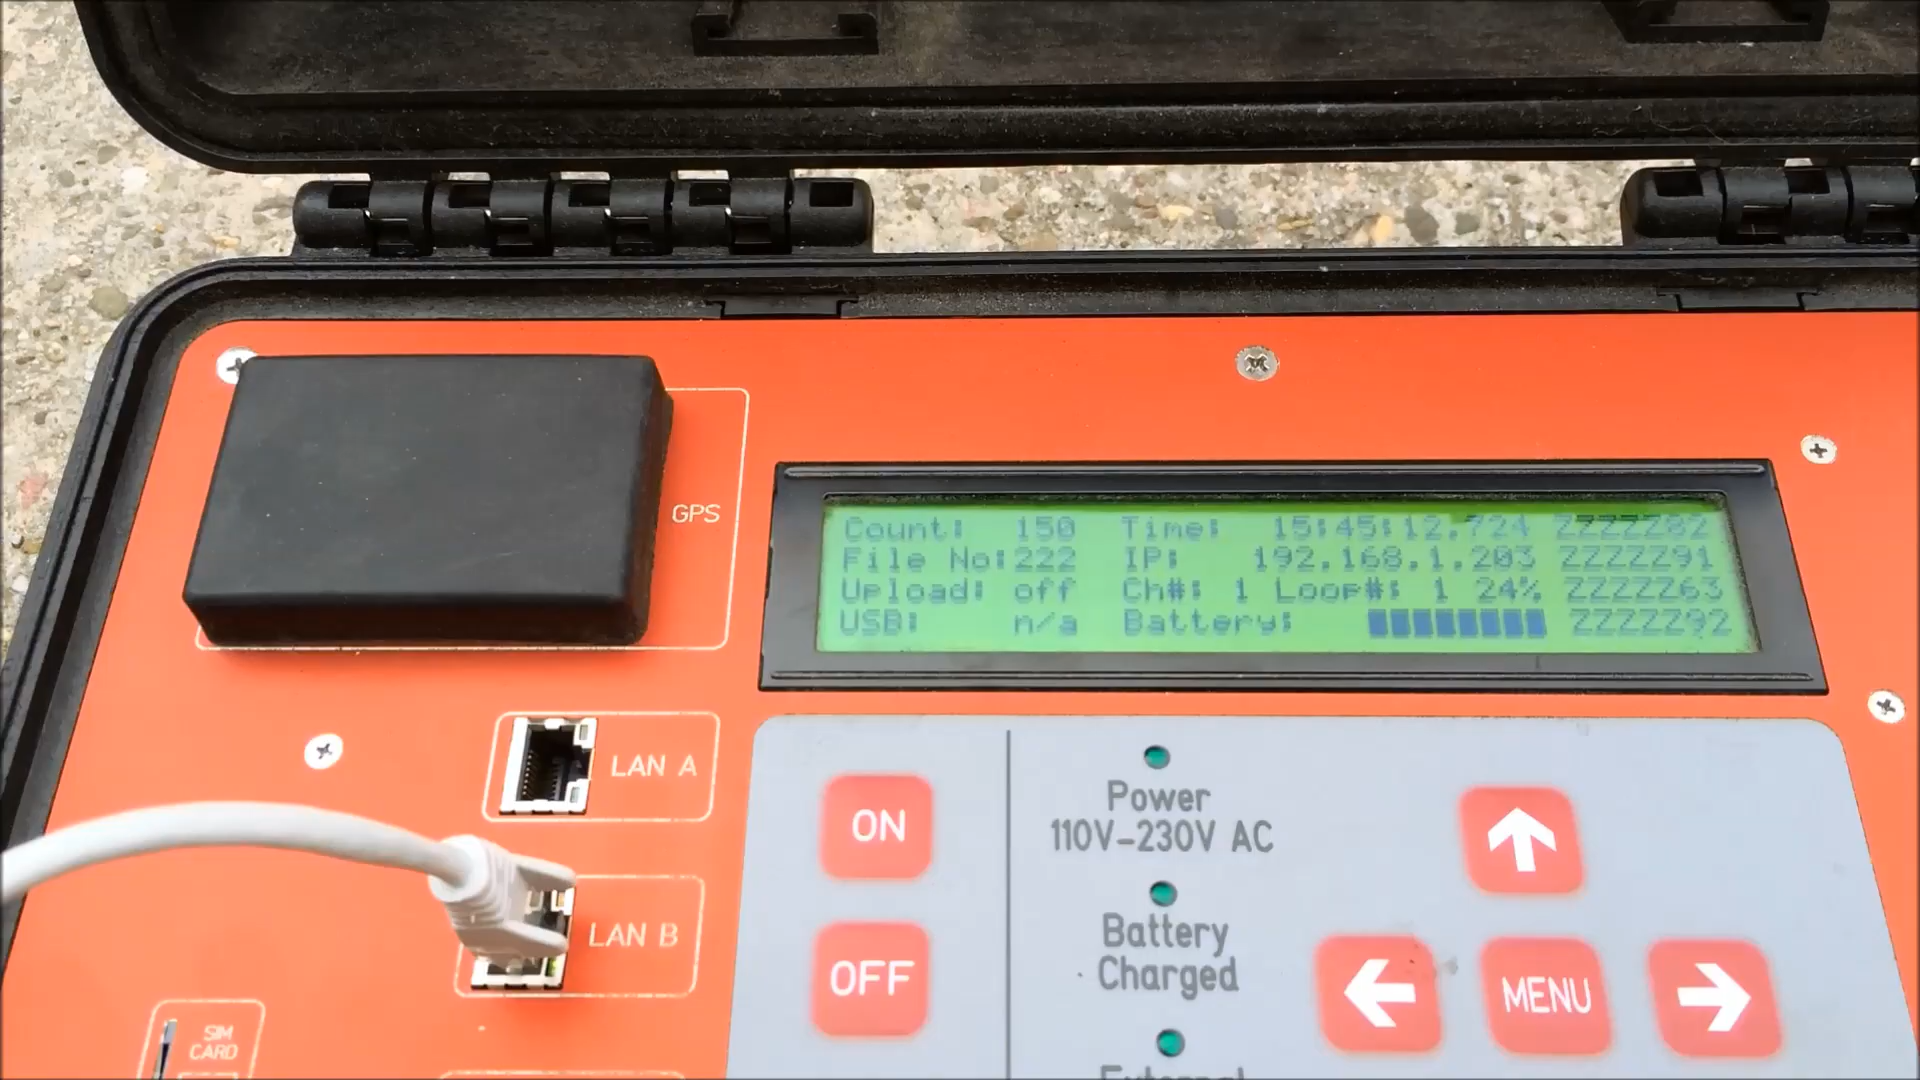 GPS
Count: 150 Time: 15:45:12.724 ZZZZZ82
File No:222 IP: 192.168.1.203 ZZZZZ91
Upload: off Ch#: 1 Loop#: 1 24% ZZZZZ63
USB: n/a Battery: ZZZZZ92
LAN A
LAN B
SIM
CARD
ON
OFF
Power
110V-230V AC
Battery
Charged
External
MENU